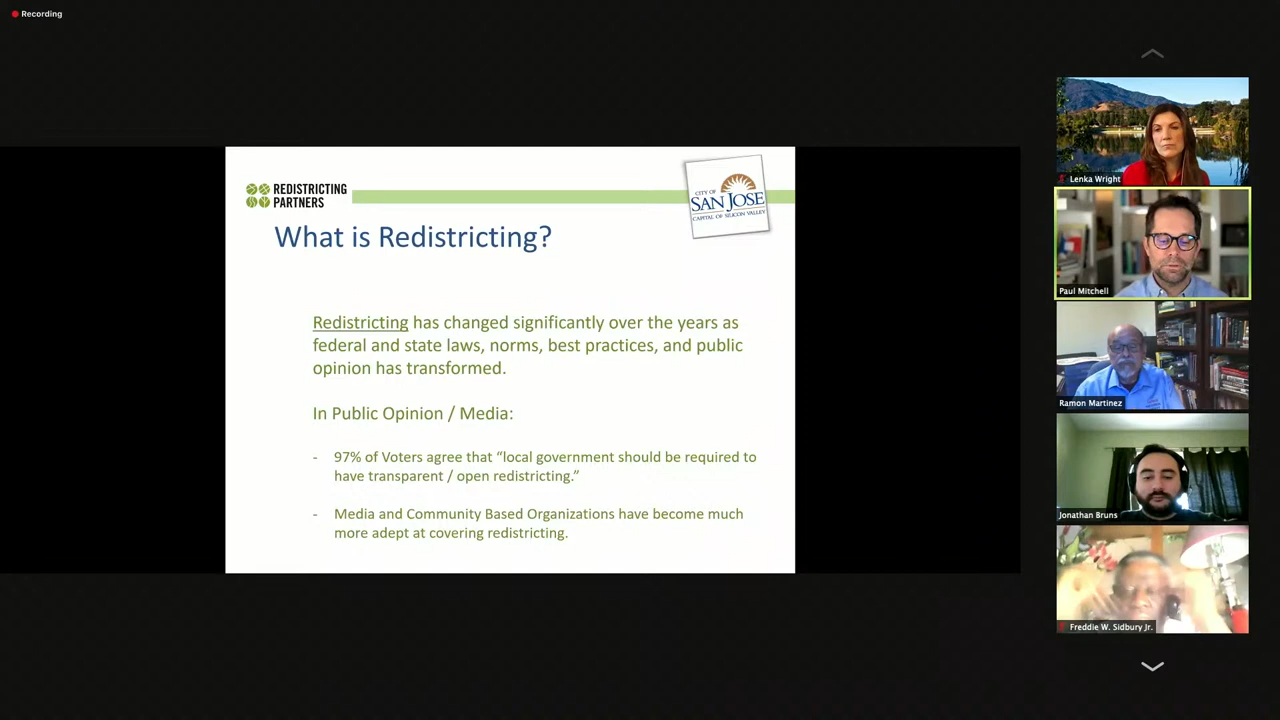 Recording
REDISTRICTING
PARTNERS
CITY OF
SAN JOSE
CAPITAL OF SILICON VALLEY
What is Redistricting?
Redistricting has changed significantly over the years as
federal and state laws, norms, best practices, and public
opinion has transformed.
In Public Opinion / Media:
- 97% of Voters agree that “local government should be required to
have transparent / open redistricting.”
- Media and Community Based Organizations have become much
more adept at covering redistricting.
Lenka Wright
Paul Mitchell
Ramon Martinez
Jonathan Bruns
Freddie W. Sidbury Jr.